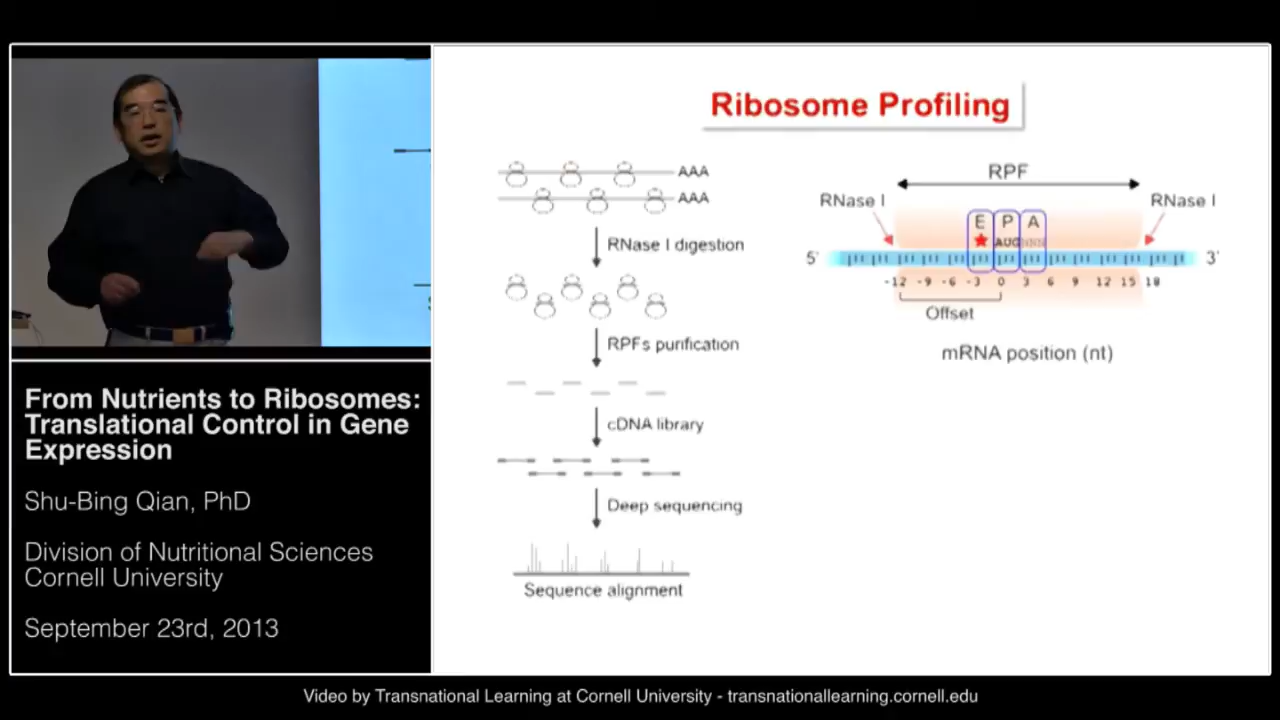 Ribosome Profiling
AAA
AAA
RNase I digestion
RPFs purification
cDNA library
Deep sequencing
Sequence alignment
RPF
RNase I
RNase I
E P A
AUG
5' 3'
-12 -9 -6 -3 0 3 6 9 12 15 18
Offset
mRNA position (nt)
From Nutrients to Ribosomes:
Translational Control in Gene
Expression
Shu-Bing Qian, PhD
Division of Nutritional Sciences
Cornell University
September 23rd, 2013
Video by Transnational Learning at Cornell University - transnationallearning.cornell.edu